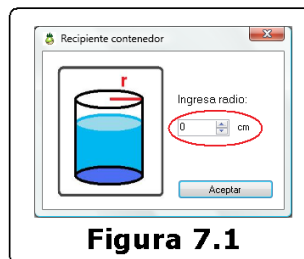 Recipiente contenedor
r
Ingresa radio:
0 cm
Aceptar
Figura 7.1